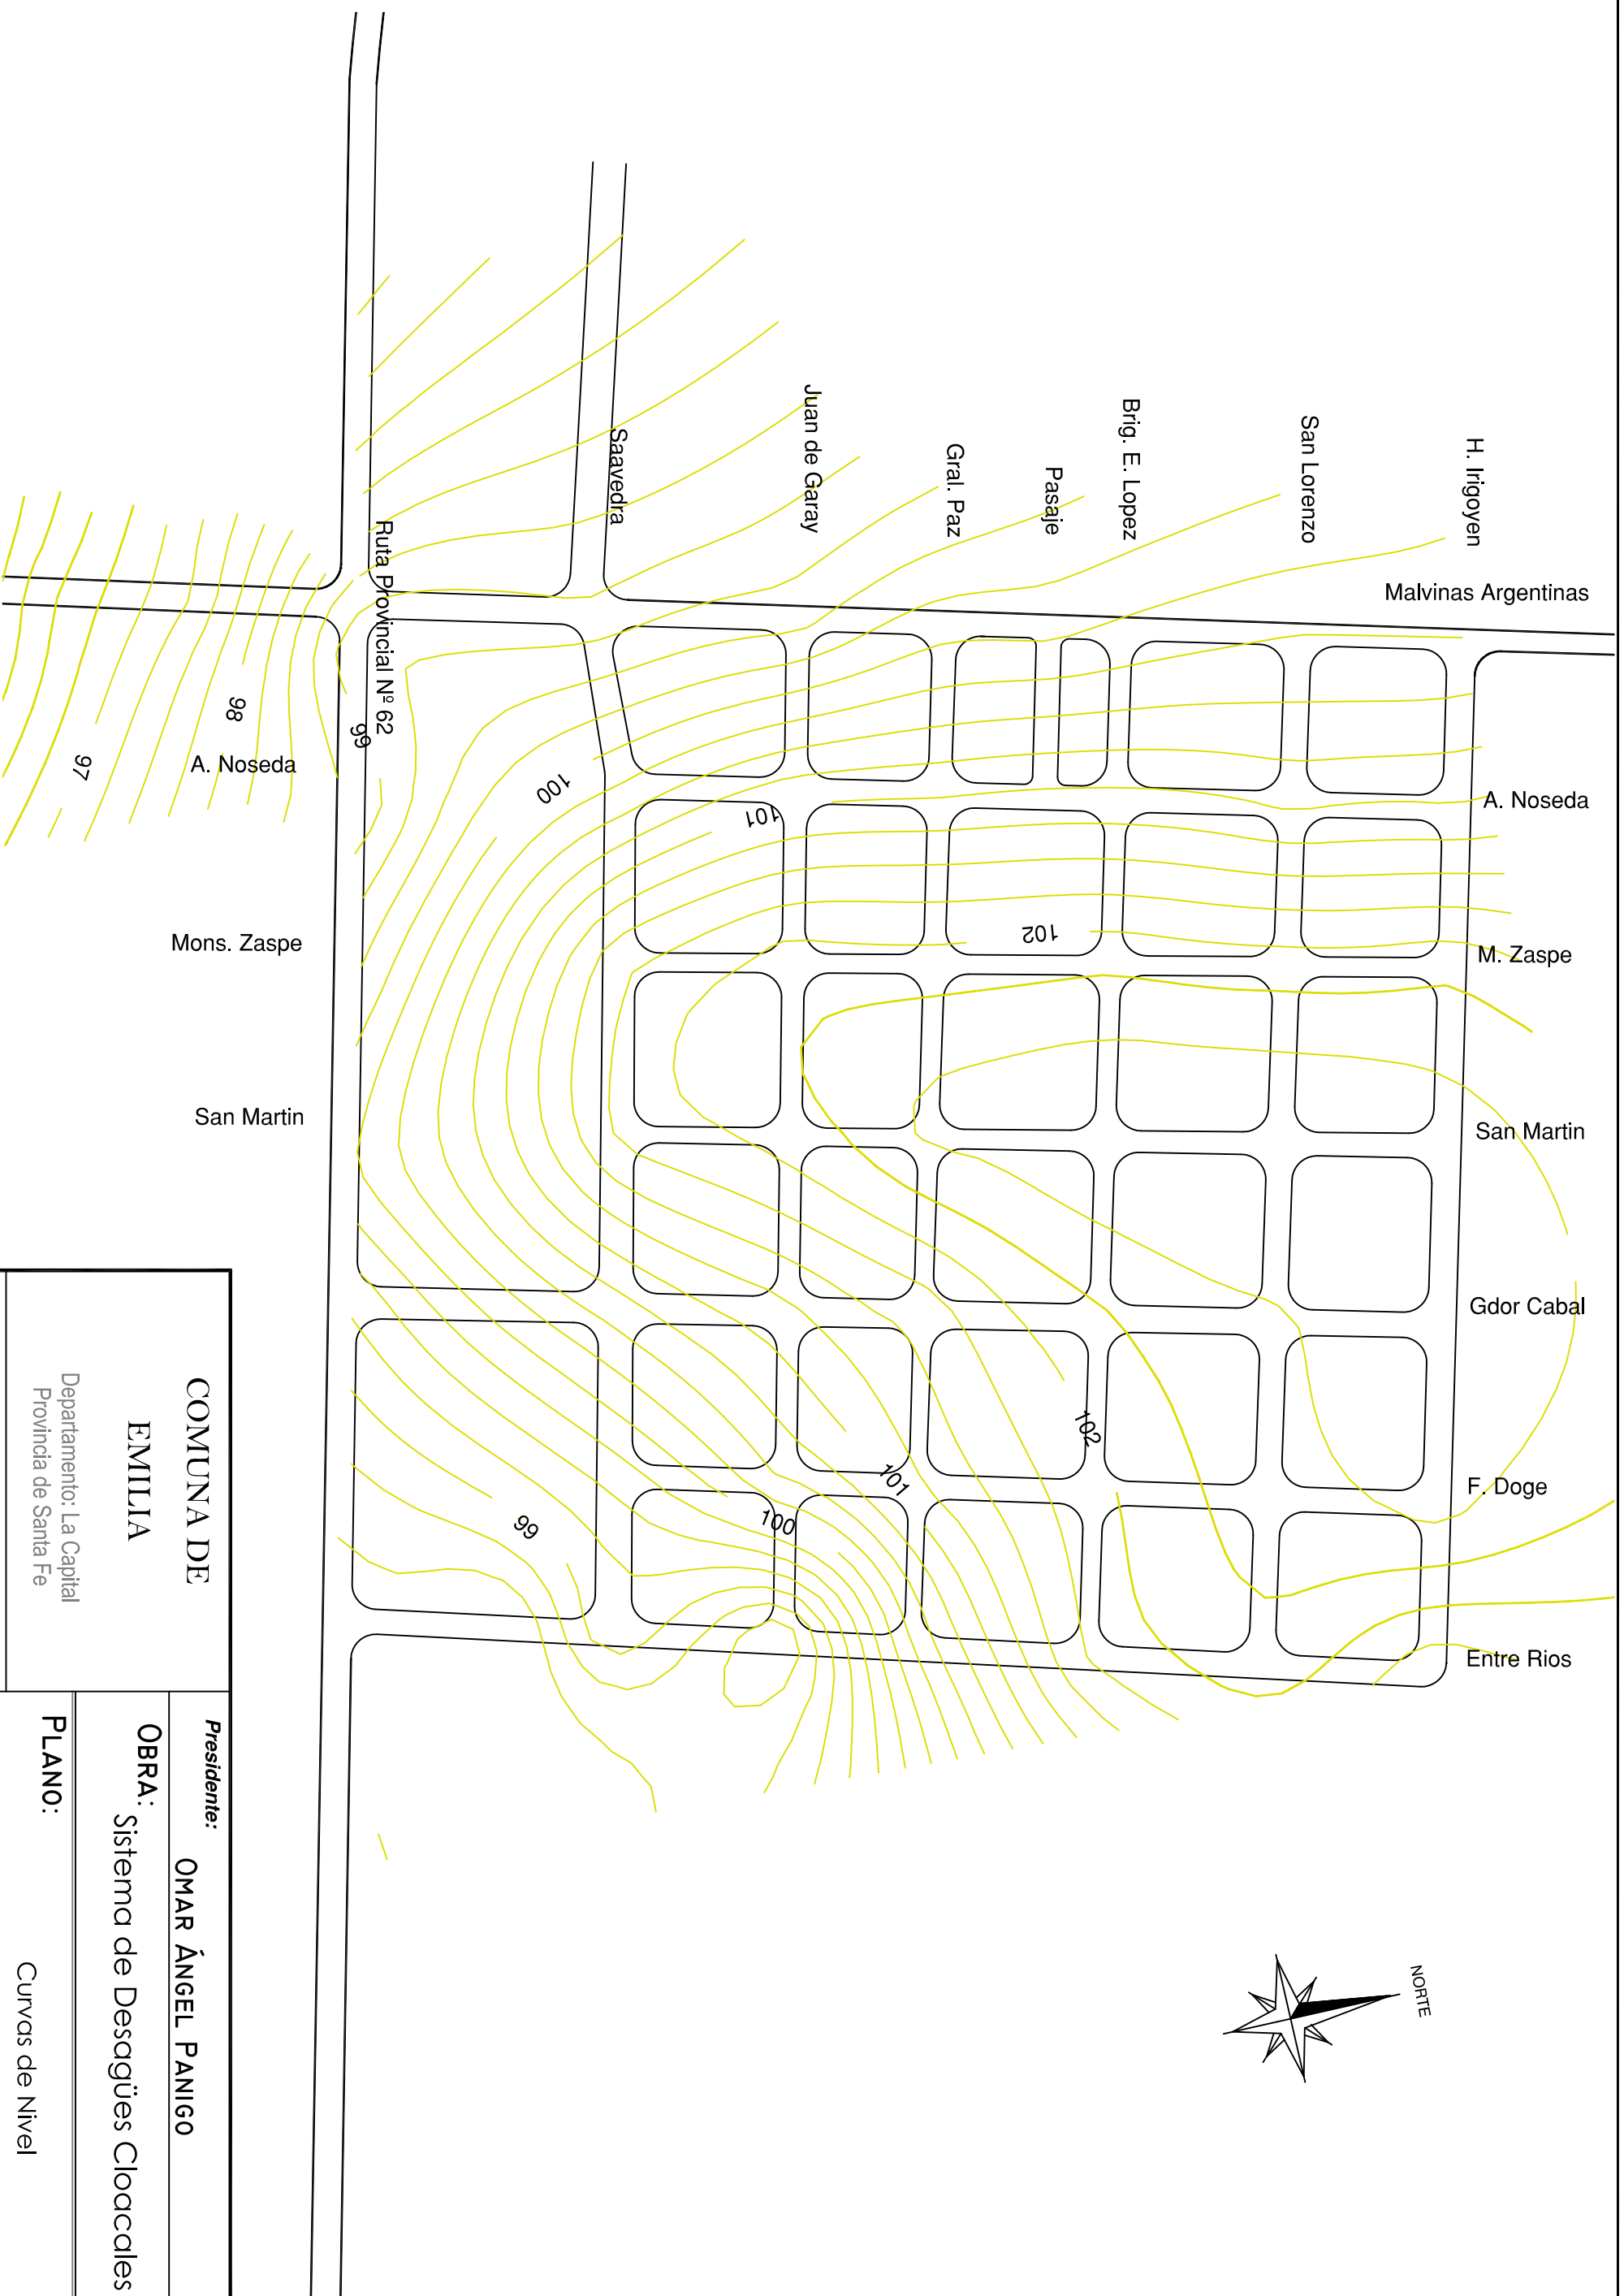 Juan de Garay
Brig. E. Lopez
San Lorenzo
H. Irigoyen
Saavedra
Gral. Paz
Pasaje
Ruta Provincial Nº 62
Malvinas Argentinas
98
99
97
A. Noseda
100
101
A. Noseda
Mons. Zaspe
102
M. Zaspe
San Martin
San Martin
Gdor Cabal
102
101
100
99
F. Doge
Entre Rios
NORTE
COMUNA DE
EMILIA
Departamento: La Capital
Provincia de Santa Fe
Presidente: OMAR ÁNGEL PANIGO
OBRA:
Sistema de Desagües Cloacales
PLANO:
Curvas de Nivel